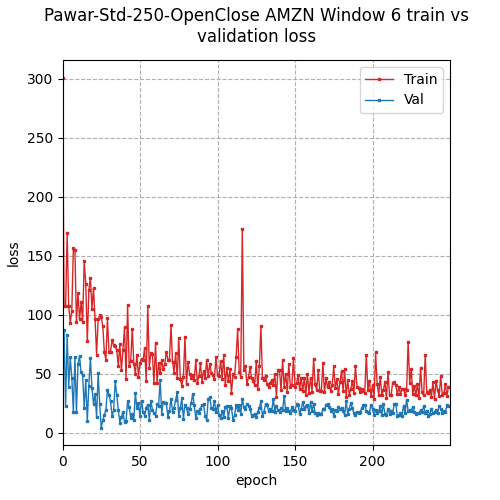 Pawar-Std-250-OpenClose AMZN Window 6 train vs
validation loss
300
250
200
150
100
50
0
loss
Train
Val
0
50
100
150
200
epoch